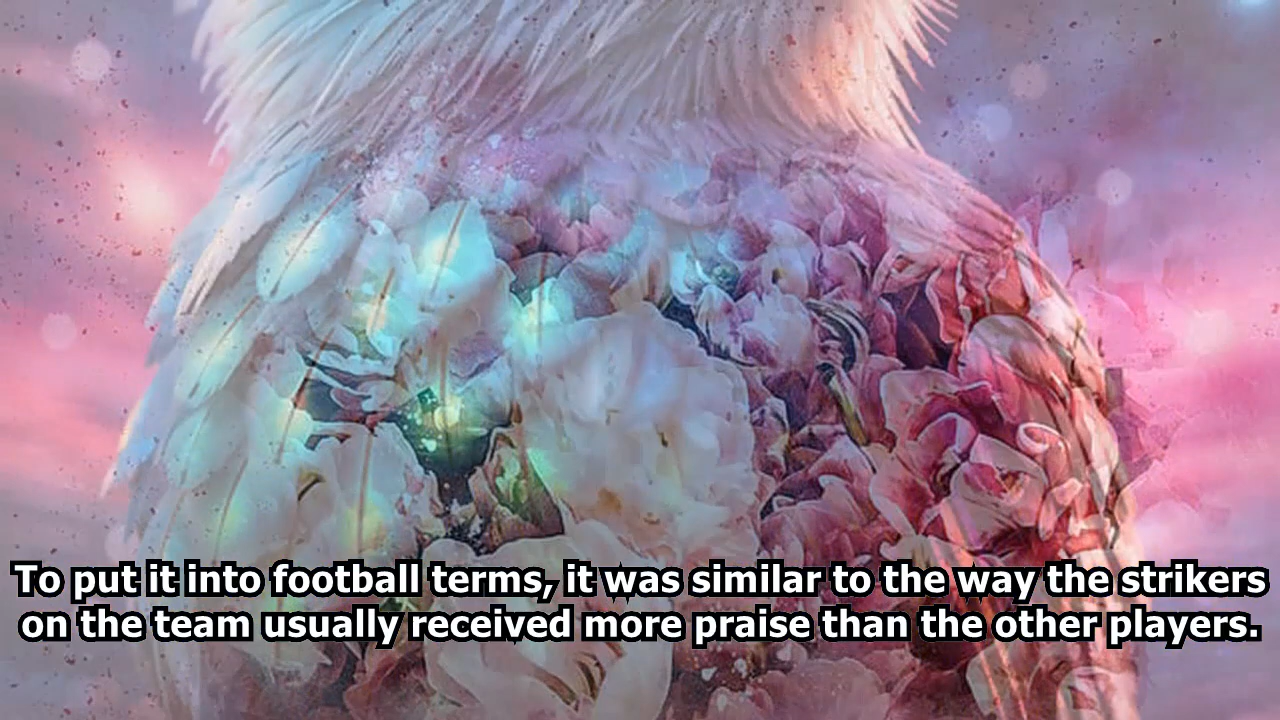 To put it into football terms, it was similar to the way the strikers
on the team usually received more praise than the other players.